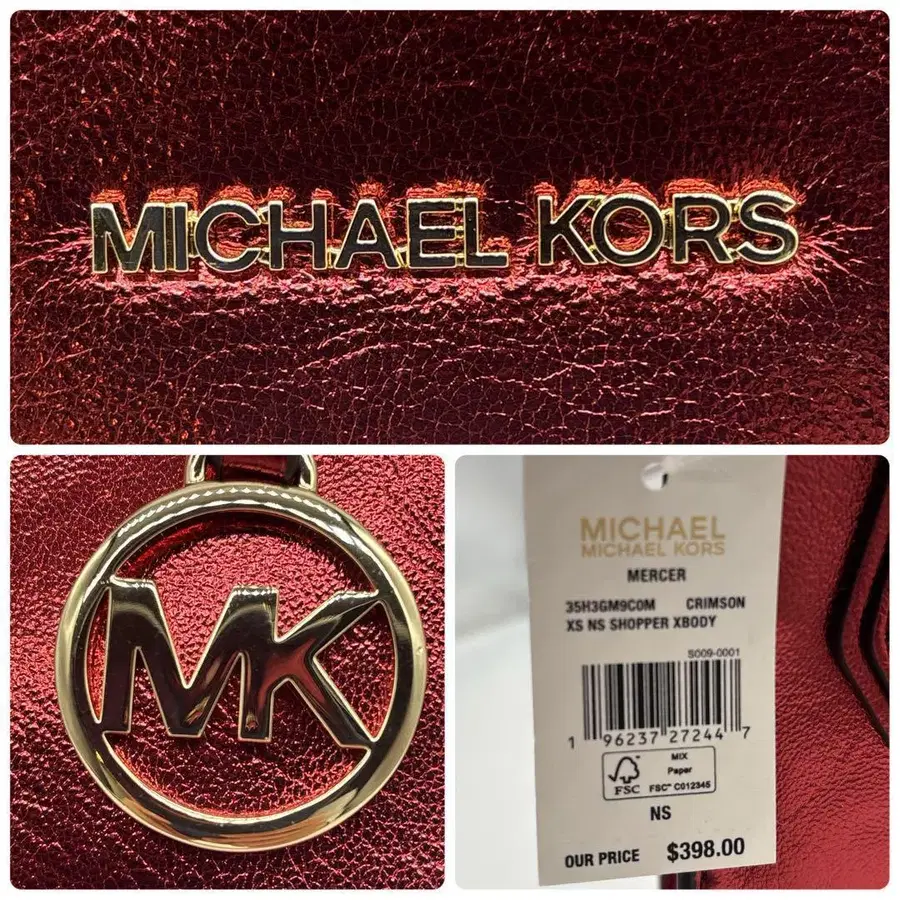 MICHAEL KORS
MK
MICHAEL
MICHAEL KORS
MERCER
35H3GM9C0M CRIMSON
XS NS SHOPPER XBODY
S009-0001
1 96237 27244 7
MIX
Paper
FSC FSC™ C012345
NS
OUR PRICE $398.00